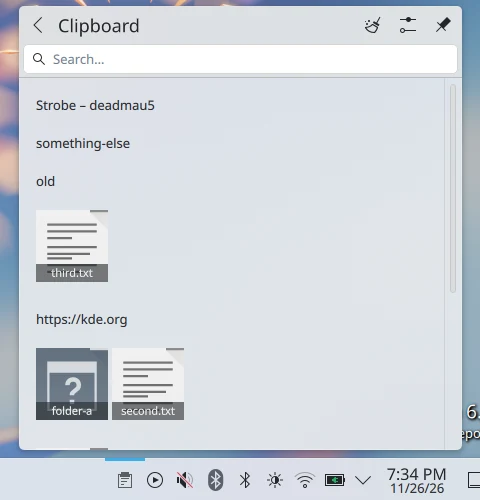 Clipboard
Search...
Strobe – deadmau5
something-else
old
third.txt
https://kde.org
folder-a
second.txt
6.
7:34 PM
11/26/26